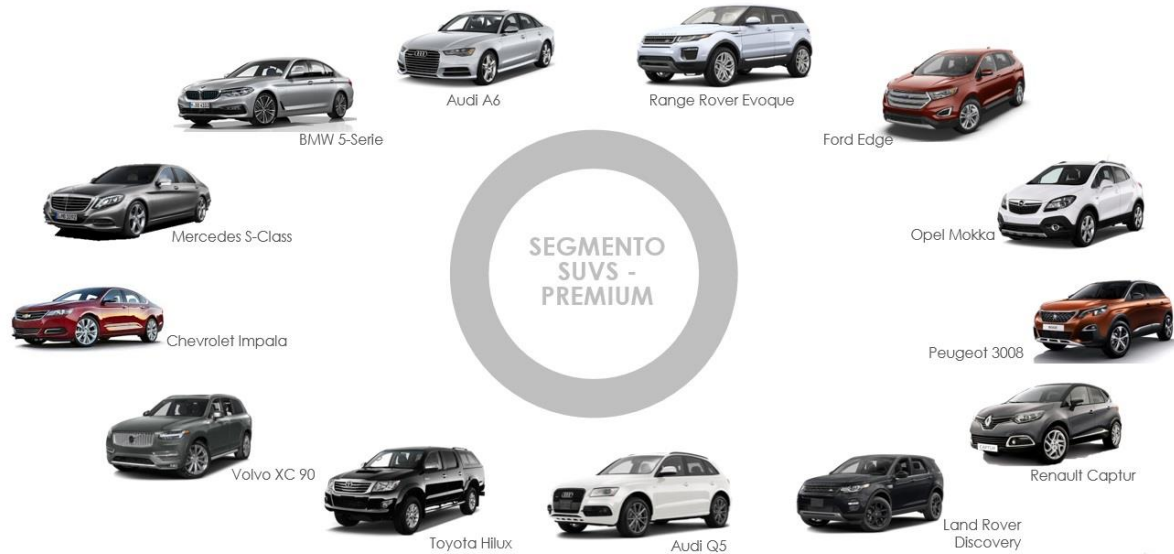 Audi A6
Range Rover Evoque
BMW 5-Serie
Ford Edge
Mercedes S-Class
Opel Mokka
SEGMENTO
SUVS -
PREMIUM
Chevrolet Impala
Peugeot 3008
Volvo XC 90
Renault Captur
Toyota Hilux
Audi Q5
Land Rover
Discovery